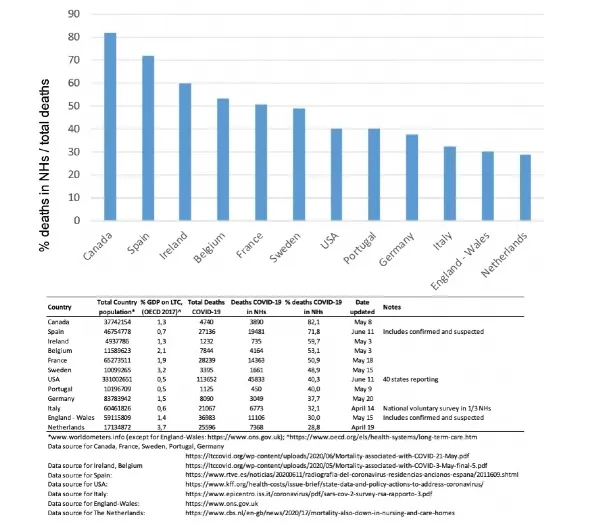 90
80
70
60
50
40
30
20
10
0
% deaths in NHs / total deaths
Canada
Spain
Ireland
Belgium
France
Sweden
USA
Portugal
Germany
Italy
England - Wales
Netherlands
Country Total Country population* % GDP on LTC, (OECD 2017)^ Total Deaths COVID-19 Deaths COVID-19 in NHs % deaths COVID-19 in NHs Date updated Notes
Canada 37742154 1,3 4740 3890 82,1 May 8
Spain 46754778 0,7 27136 19481 71,8 June 11 Includes confirmed and suspected
Ireland 4937786 1,3 1232 735 59,7 May 3
Belgium 11589623 2,1 7844 4164 53,1 May 3
France 65273511 1,9 28239 14363 50,9 May 18
Sweden 10099265 3,2 3395 1661 48,9 May 15
USA 331002651 0,5 113652 45833 40,3 June 11 40 states reporting
Portugal 10196709 0,5 1125 450 40,0 May 9
Germany 83783942 1,5 8090 3049 37,7 May 20
Italy 60461826 0,6 21067 6773 32,1 April 14 National voluntary survey in 1/3 NHs
England - Wales 59115809 1,4 36983 11106 30,0 May 15 Includes confirmed and suspected
Netherlands 17134872 3,7 25596 7368 28,8 April 19
*www.worldometers.info (except for England-Wales: https://www.ons.gov.uk); ^https://www.oecd.org/els/health-systems/long-term-care.htm
Data source for Canada, France, Sweden, Portugal, Germany
https://ltccovid.org/wp-content/uploads/2020/06/Mortality-associated-with-COVID-21-May.pdf
Data source for Ireland, Belgium https://ltccovid.org/wp-content/uploads/2020/05/Mortality-associated-with-COVID-3-May-final-5.pdf
Data source for Spain: https://www.rtve.es/noticias/20200611/radiografia-del-coronavirus-residencias-ancianos-espana/2011609.shtml
Data source for USA: https://www.kff.org/health-costs/issue-brief/state-data-and-policy-actions-to-address-coronavirus/
Data source for Italy: https://www.epicentro.iss.it/coronavirus/pdf/sars-cov-2-survey-rsa-rapporto-3.pdf
Data source for England-Wales: https://www.ons.gov.uk
Data source for The Netherlands: https://www.cbs.nl/en-gb/news/2020/17/mortality-also-down-in-nursing-and-care-homes